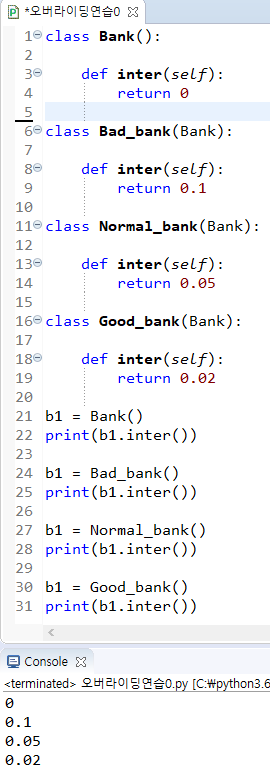 *오버라이딩연습0
1 class Bank():
2
3     def inter(self):
4         return 0
5
6 class Bad_bank(Bank):
7
8     def inter(self):
9         return 0.1
10
11 class Normal_bank(Bank):
12
13     def inter(self):
14         return 0.05
15
16 class Good_bank(Bank):
17
18     def inter(self):
19         return 0.02
20
21 b1 = Bank()
22 print(b1.inter())
23
24 b1 = Bad_bank()
25 print(b1.inter())
26
27 b1 = Normal_bank()
28 print(b1.inter())
29
30 b1 = Good_bank()
31 print(b1.inter())
Console
<terminated> 오버라이딩연습0.py [C:₩python3.6
0
0.1
0.05
0.02